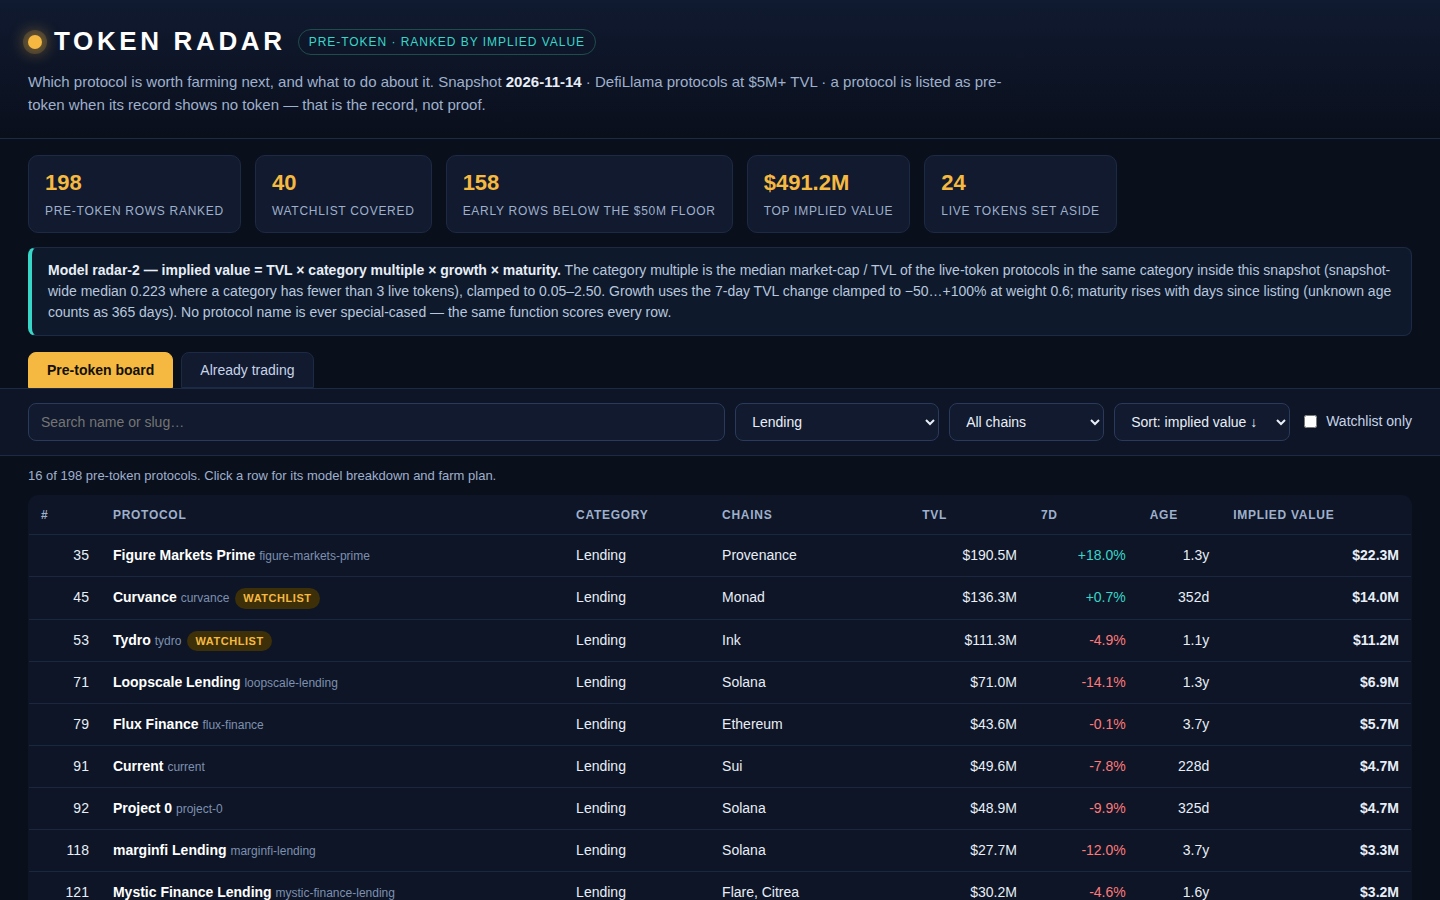 TOKEN RADAR PRE-TOKEN · RANKED BY IMPLIED VALUE
Which protocol is worth farming next, and what to do about it. Snapshot 2026-11-14 · DefiLlama protocols at $5M+ TVL · a protocol is listed as pre-
token when its record shows no token — that is the record, not proof.
198 40 158 $491.2M 24
PRE-TOKEN ROWS RANKED WATCHLIST COVERED EARLY ROWS BELOW THE $50M FLOOR TOP IMPLIED VALUE LIVE TOKENS SET ASIDE
Model radar-2 — implied value = TVL × category multiple × growth × maturity. The category multiple is the median market-cap / TVL of the live-token protocols in the same category inside this snapshot (snapshot-
wide median 0.223 where a category has fewer than 3 live tokens), clamped to 0.05–2.50. Growth uses the 7-day TVL change clamped to −50…+100% at weight 0.6; maturity rises with days since listing (unknown age
counts as 365 days). No protocol name is ever special-cased — the same function scores every row.
Pre-token board Already trading
Search name or slug… Lending All chains Sort: implied value ↓ Watchlist only
16 of 198 pre-token protocols. Click a row for its model breakdown and farm plan.
# PROTOCOL CATEGORY CHAINS TVL 7D AGE IMPLIED VALUE
35 Figure Markets Prime figure-markets-prime Lending Provenance $190.5M +18.0% 1.3y $22.3M
45 Curvance curvance WATCHLIST Lending Monad $136.3M +0.7% 352d $14.0M
53 Tydro tydro WATCHLIST Lending Ink $111.3M -4.9% 1.1y $11.2M
71 Loopscale Lending loopscale-lending Lending Solana $71.0M -14.1% 1.3y $6.9M
79 Flux Finance flux-finance Lending Ethereum $43.6M -0.1% 3.7y $5.7M
91 Current current Lending Sui $49.6M -7.8% 228d $4.7M
92 Project 0 project-0 Lending Solana $48.9M -9.9% 325d $4.7M
118 marginfi Lending marginfi-lending Lending Solana $27.7M -12.0% 3.7y $3.3M
121 Mystic Finance Lending mystic-finance-lending Lending Flare, Citrea $30.2M -4.6% 1.6y $3.2M